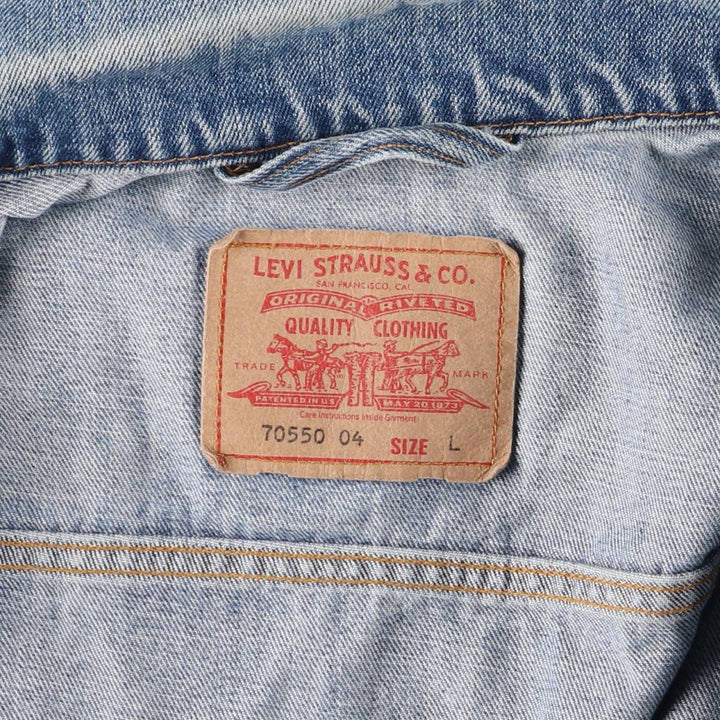 LEVI STRAUSS & CO.
SAN FRANCISCO, CAL.
ORIGINAL RIVETED
QUALITY CLOTHING
TRADE MARK
PATENTED IN U.S. MAY 20 1873
Care Instructions Inside Garment
70550 04 SIZE L